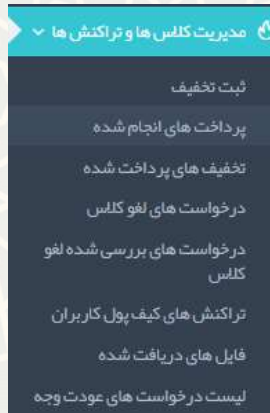 مدیریت کلاس ها و تراکنش ها
ثبت تخفیف
پرداخت های انجام شده
تخفیف های پرداخت شده
درخواست های لغو کلاس
درخواست های بررسی شده لغو
کلاس
تراکنش های کیف پول کاربران
فایل های دریافت شده
لیست درخواست های عودت وجه